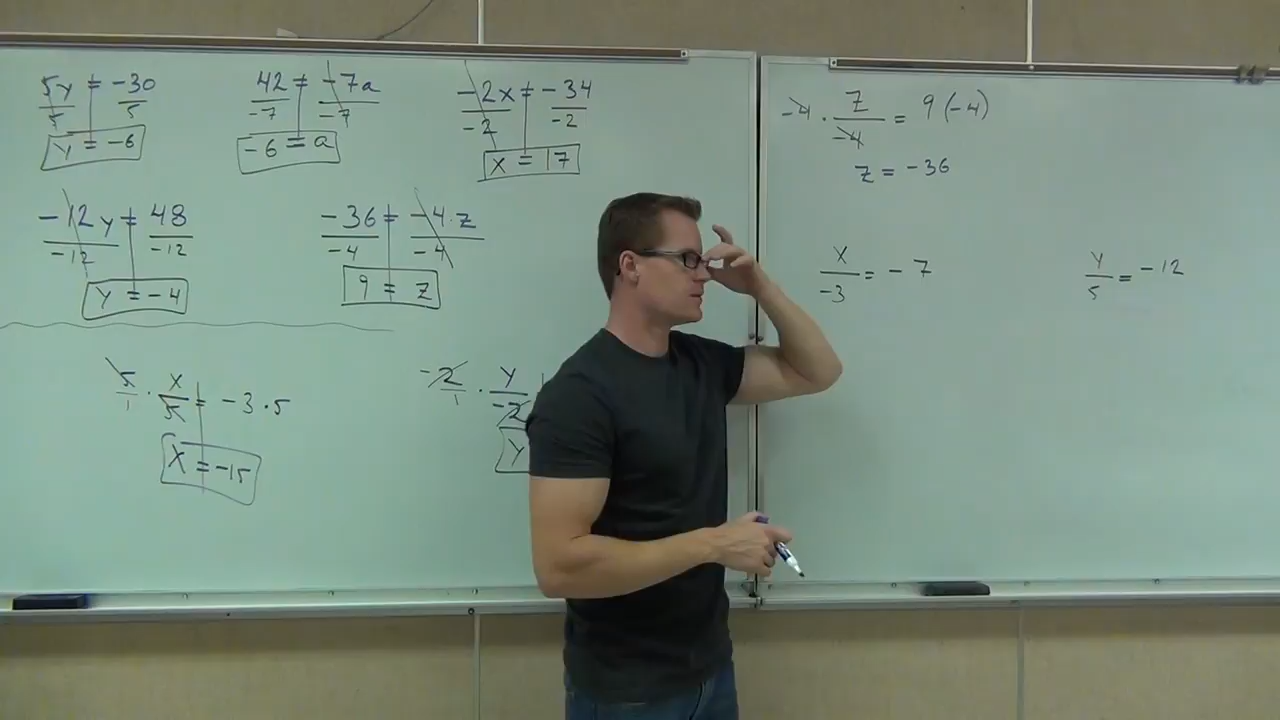 5y = -30
5 5
y = -6
42 = -7a
-7 -7
-6 = a
-2x = -34
-2 -2
x = 17
-12y = 48
-12 -12
y = -4
-36 = -4·z
-4 -4
9 = z
5/1 · x/5 = -3·5
x = -15
-2/1 · y/-2
y
-4 · z/-4 = 9(-4)
z = -36
x/-3 = -7
y/5 = -12